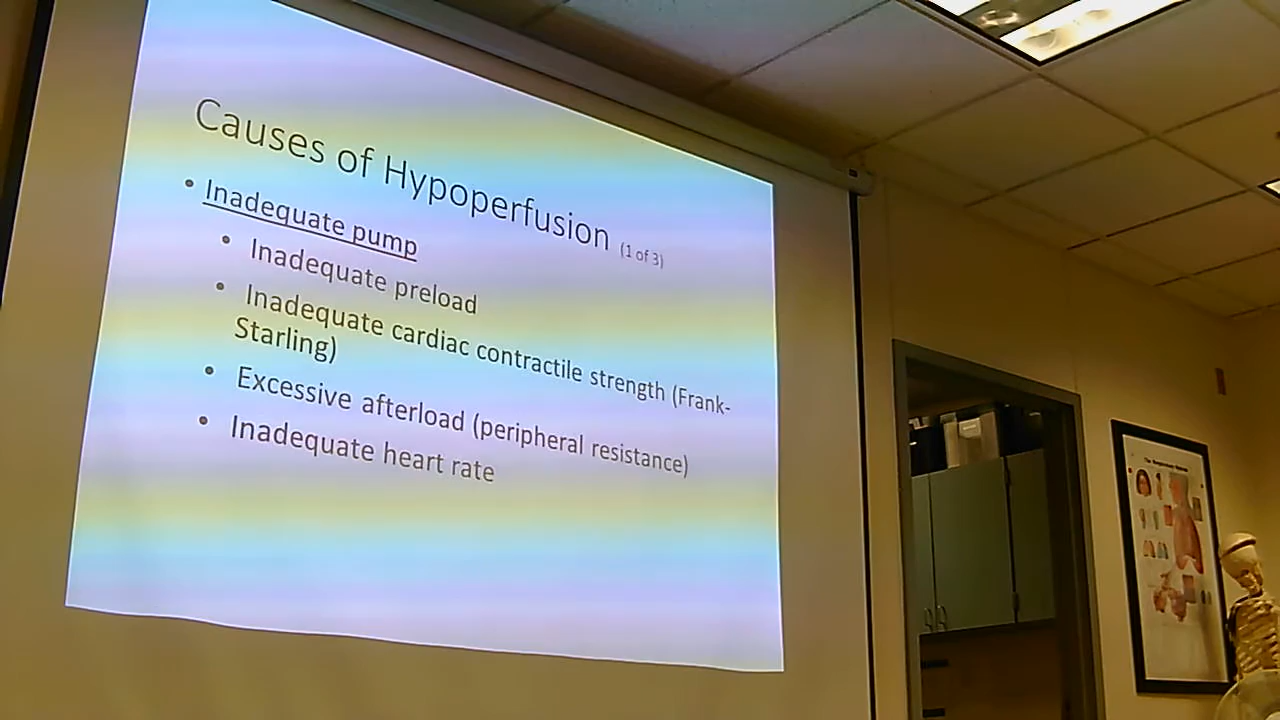 Causes of Hypoperfusion (1 of 3)
• Inadequate pump
• Inadequate preload
• Inadequate cardiac contractile strength (Frank-
Starling)
• Excessive afterload (peripheral resistance)
• Inadequate heart rate